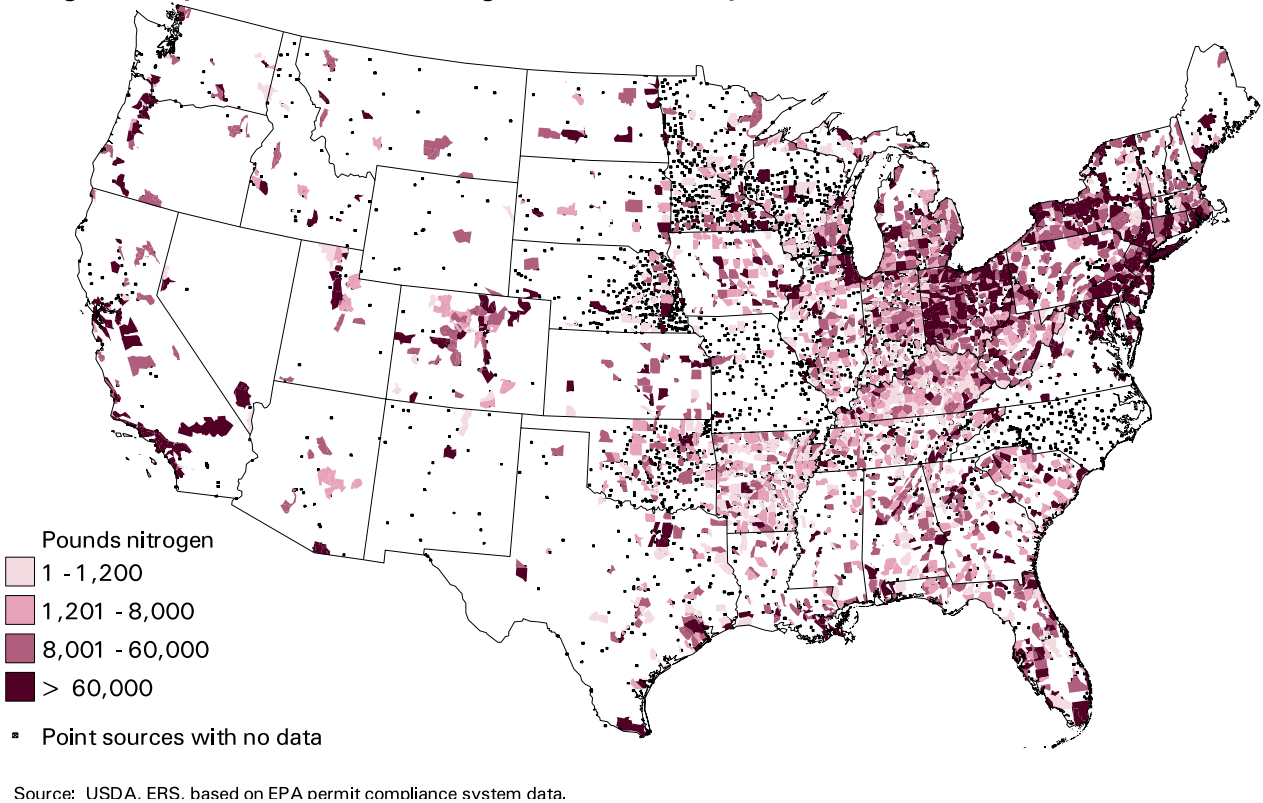 Pounds nitrogen
1 - 1,200
1,201 - 8,000
8,001 - 60,000
> 60,000
Point sources with no data
Source: USDA, ERS, based on EPA permit compliance system data.